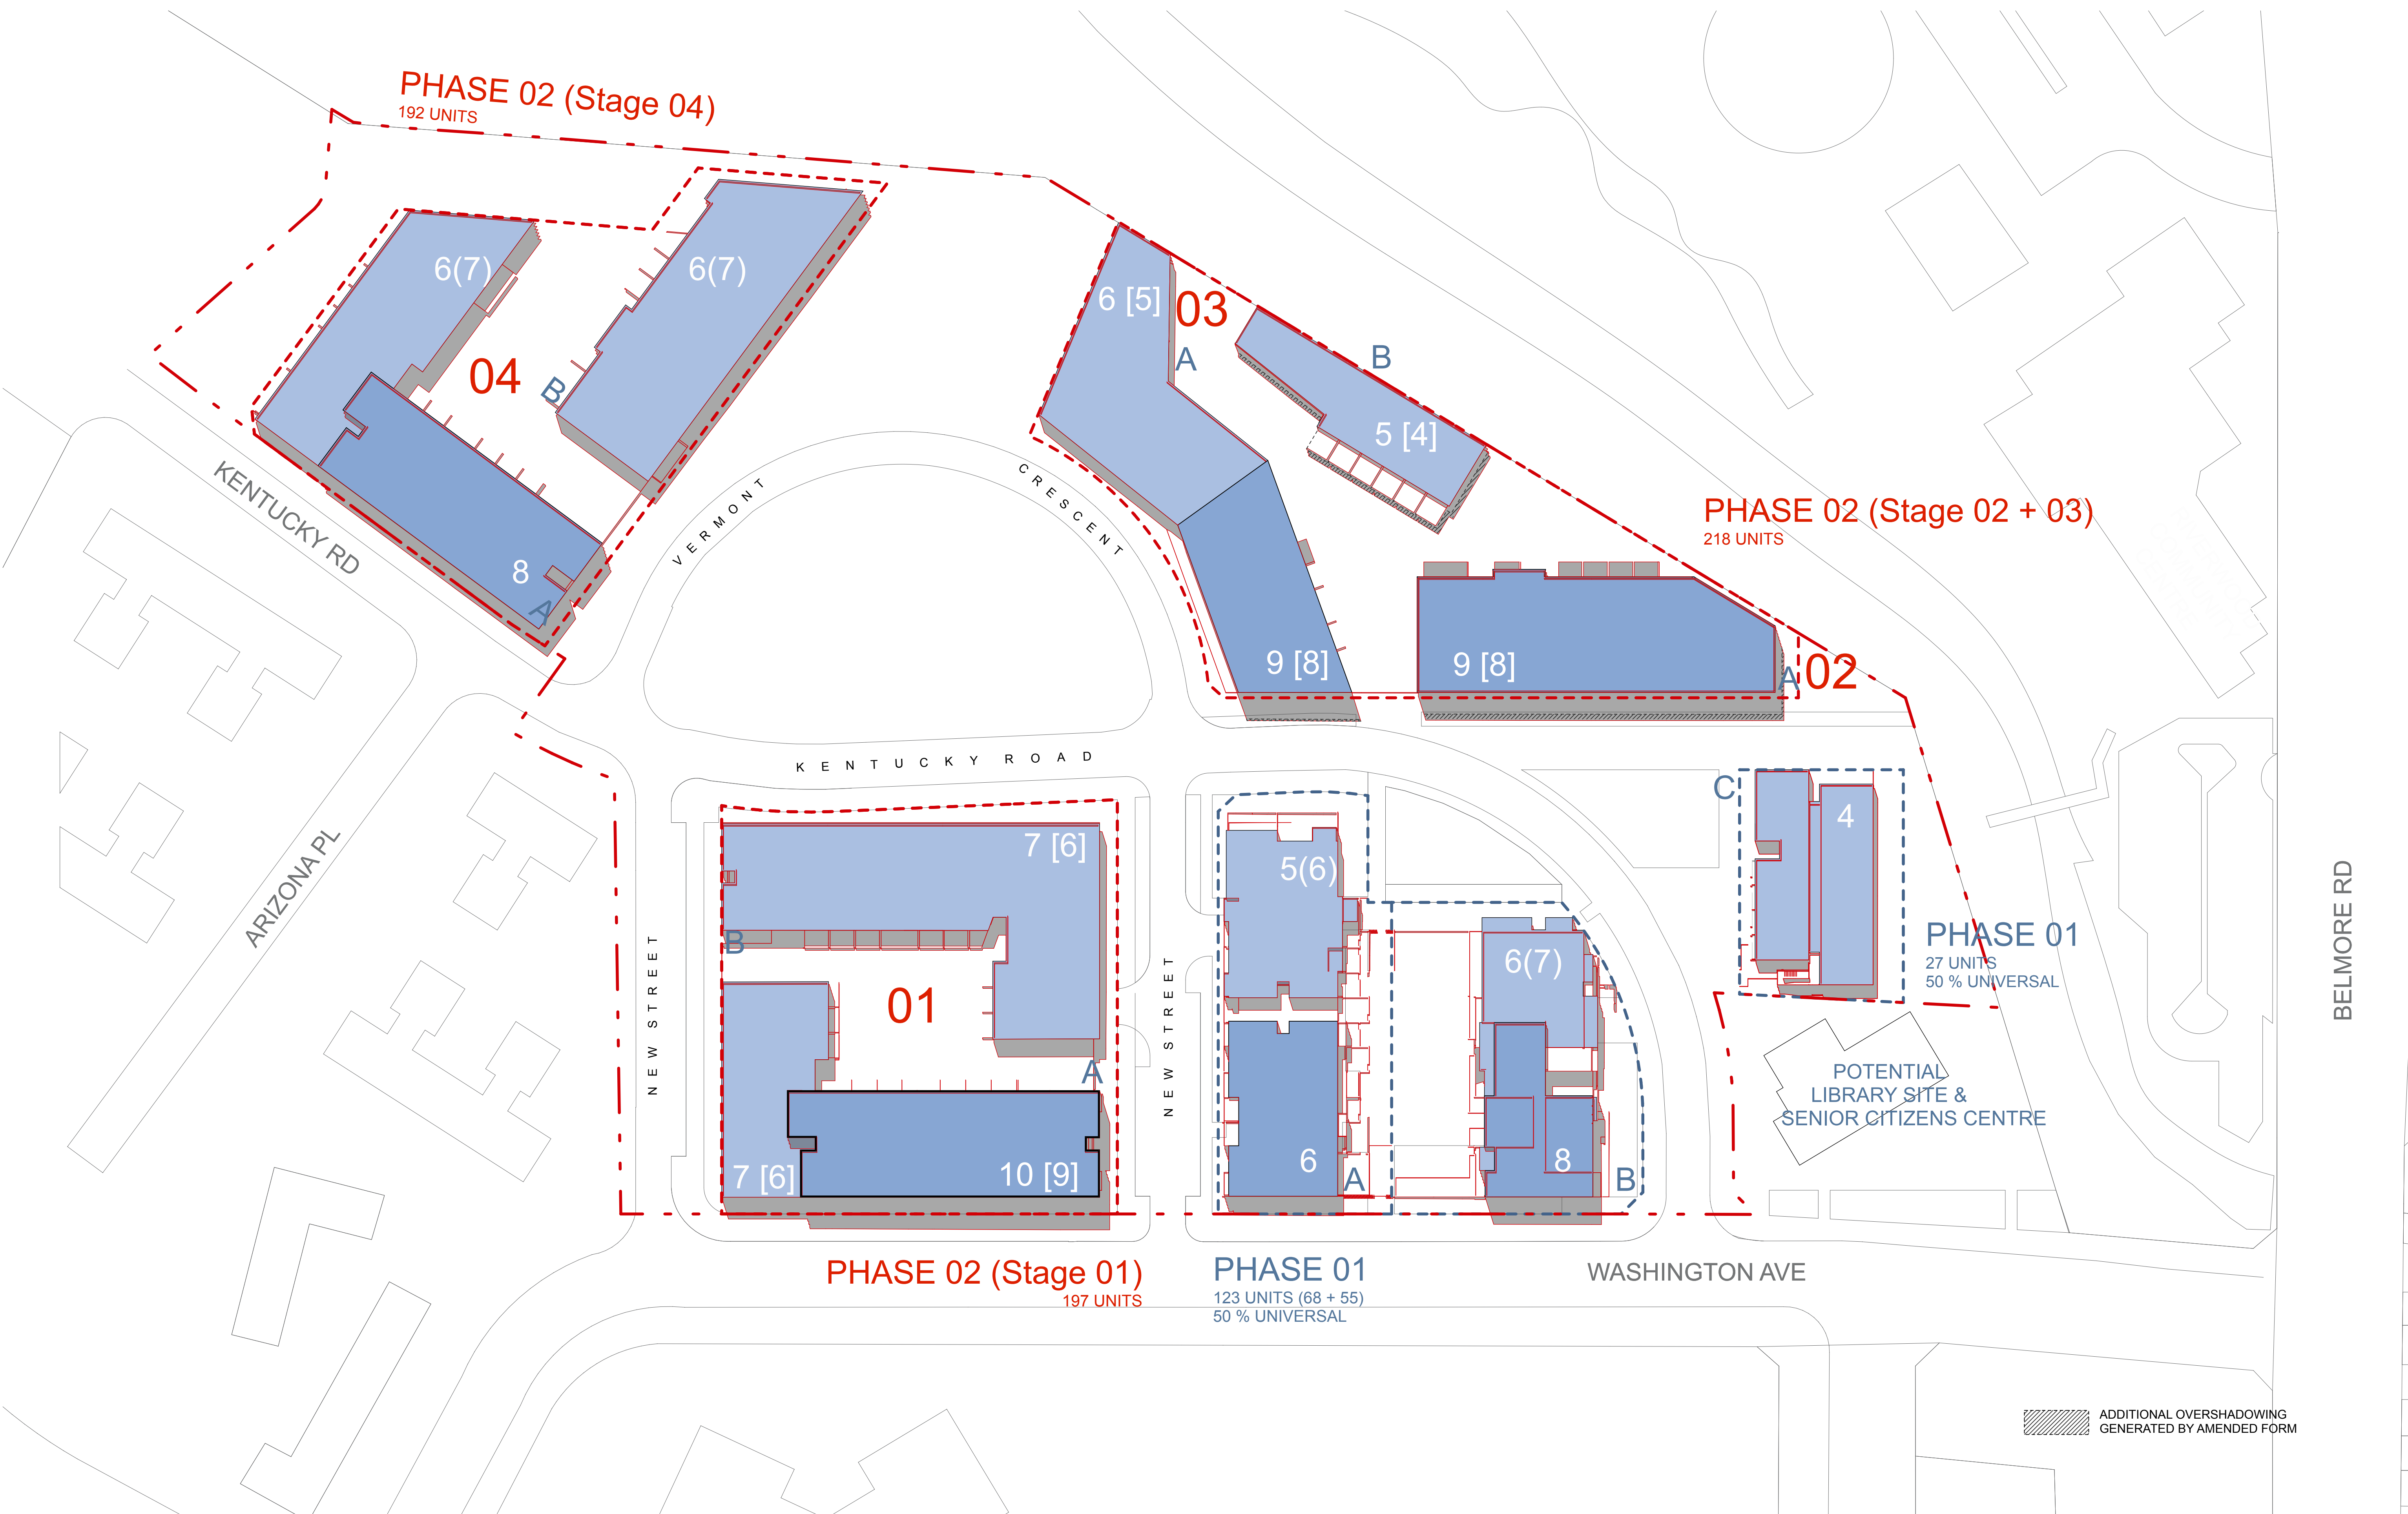 PHASE 02 (Stage 04)
192 UNITS
6(7)
6(7)
04
B
8
A
KENTUCKY RD
VERMONT
CRESCENT
6 [5]
03
A
B
5 [4]
PHASE 02 (Stage 02 + 03)
218 UNITS
9 [8]
9 [8]
A
02
KENTUCKY ROAD
ARIZONA PL
NEW STREET
7 [6]
B
01
A
7 [6]
10 [9]
NEW STREET
5(6)
6
A
6(7)
8
B
C
4
PHASE 01
27 UNITS
50 % UNIVERSAL
BELMORE RD
POTENTIAL
LIBRARY SITE &
SENIOR CITIZENS CENTRE
PHASE 02 (Stage 01)
197 UNITS
PHASE 01
123 UNITS (68 + 55)
50 % UNIVERSAL
WASHINGTON AVE
ADDITIONAL OVERSHADOWING
GENERATED BY AMENDED FORM